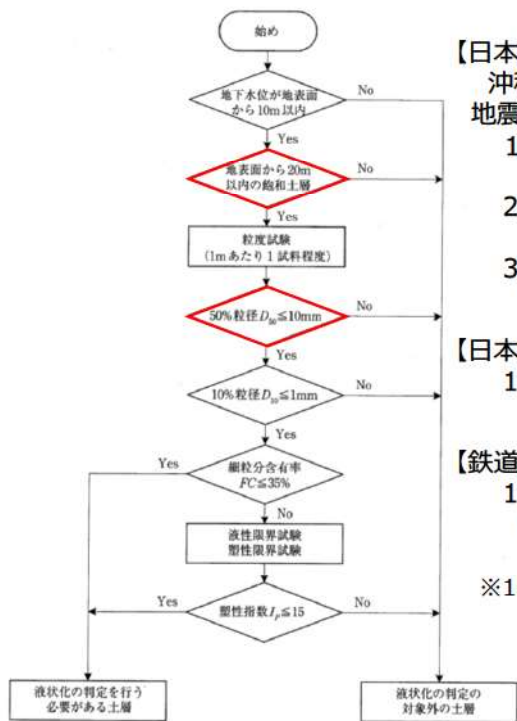 始め
地下水位が地表面
から10m以内
No
Yes
地表面から20m
以内の飽和土層
No
Yes
粒度試験
(1mあたり1試料程度)
50%粒径D₅₀≦10mm
No
Yes
10%粒径D₁₀≦1mm
No
Yes
細粒分含有率
FC≦35%
Yes
No
液性限界試験
塑性限界試験
塑性指数Iₚ≦15
Yes
No
液状化の判定を行う
必要がある土層
液状化の判定の
対象外の土層
【日本
沖
地震
1
2
3
【日本
1
【鉄道
1
※1